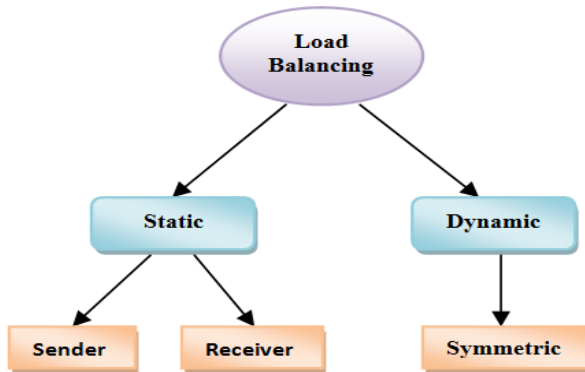 Load
Balancing
Static
Dynamic
Sender
Receiver
Symmetric